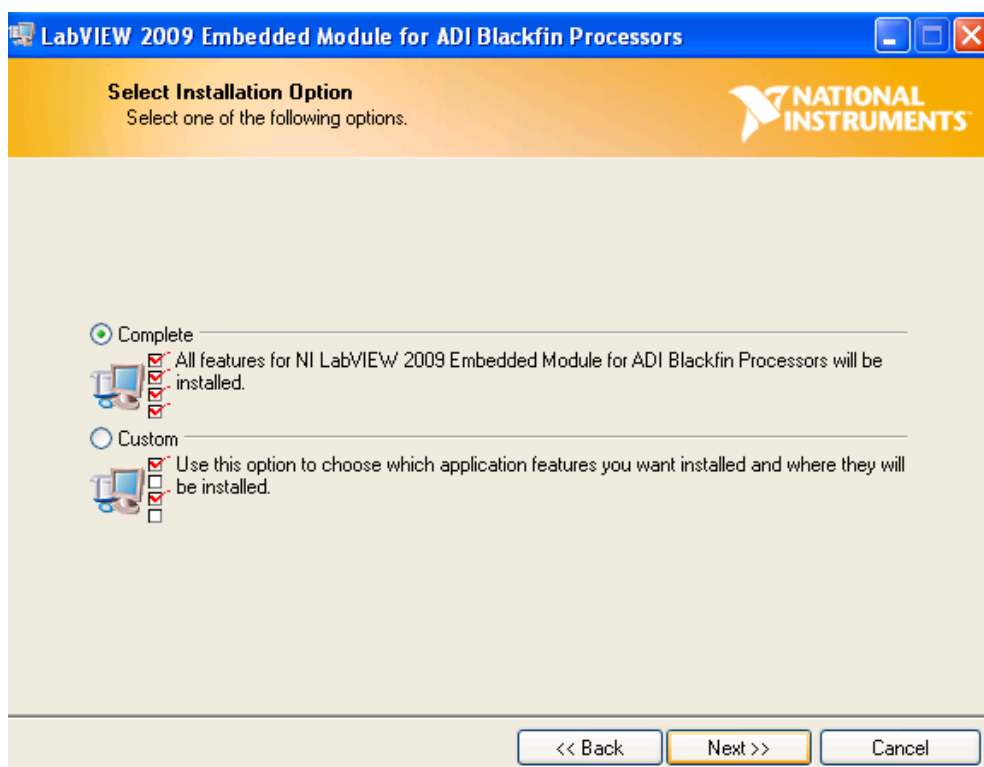 LabVIEW 2009 Embedded Module for ADI Blackfin Processors
Select Installation Option
Select one of the following options.
NATIONAL
INSTRUMENTS
Complete
All features for NI LabVIEW 2009 Embedded Module for ADI Blackfin Processors will be
installed.
Custom
Use this option to choose which application features you want installed and where they will
be installed.
<< Back
Next >>
Cancel